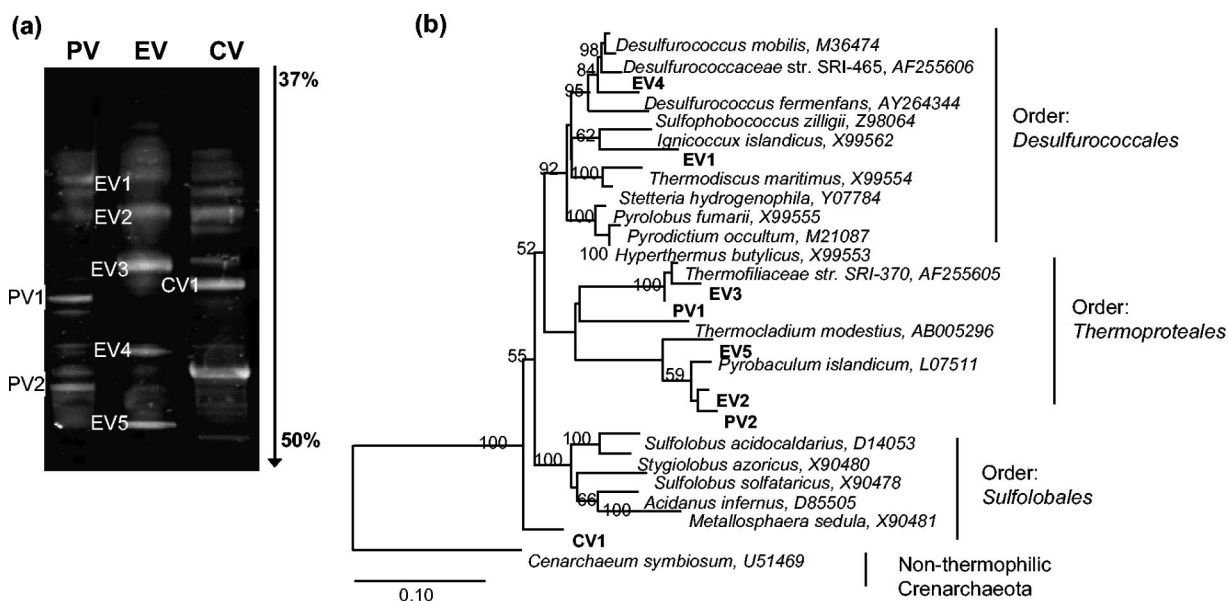 (a)
PV EV CV
37%
EV1
EV2
EV3
CV1
PV1
EV4
PV2
EV5
50%
(b)
98
Desulfurococcus mobilis, M36474
84
Desulfurococcaceae str. SRI-465, AF255606
EV4
95
Desulfurococcus fermenfans, AY264344
Sulfophobococcus zilligii, Z98064
62
Ignicoccux islandicus, X99562
EV1
92
100
Thermodiscus maritimus, X99554
Stetteria hydrogenophila, Y07784
100
Pyrolobus fumarii, X99555
Pyrodictium occultum, M21087
100
Hyperthermus butylicus, X99553
52
Thermofiliaceae str. SRI-370, AF255605
100
EV3
PV1
Thermocladium modestius, AB005296
EV5
55
Pyrobaculum islandicum, L07511
59
EV2
PV2
100
100
Sulfolobus acidocaldarius, D14053
100
Stygiolobus azoricus, X90480
Sulfolobus solfataricus, X90478
66
Acidanus infernus, D85505
100
Metallosphaera sedula, X90481
CV1
Cenarchaeum symbiosum, U51469
0.10
Order:
Desulfurococcales
Order:
Thermoproteales
Order:
Sulfolobales
Non-thermophilic
Crenarchaeota